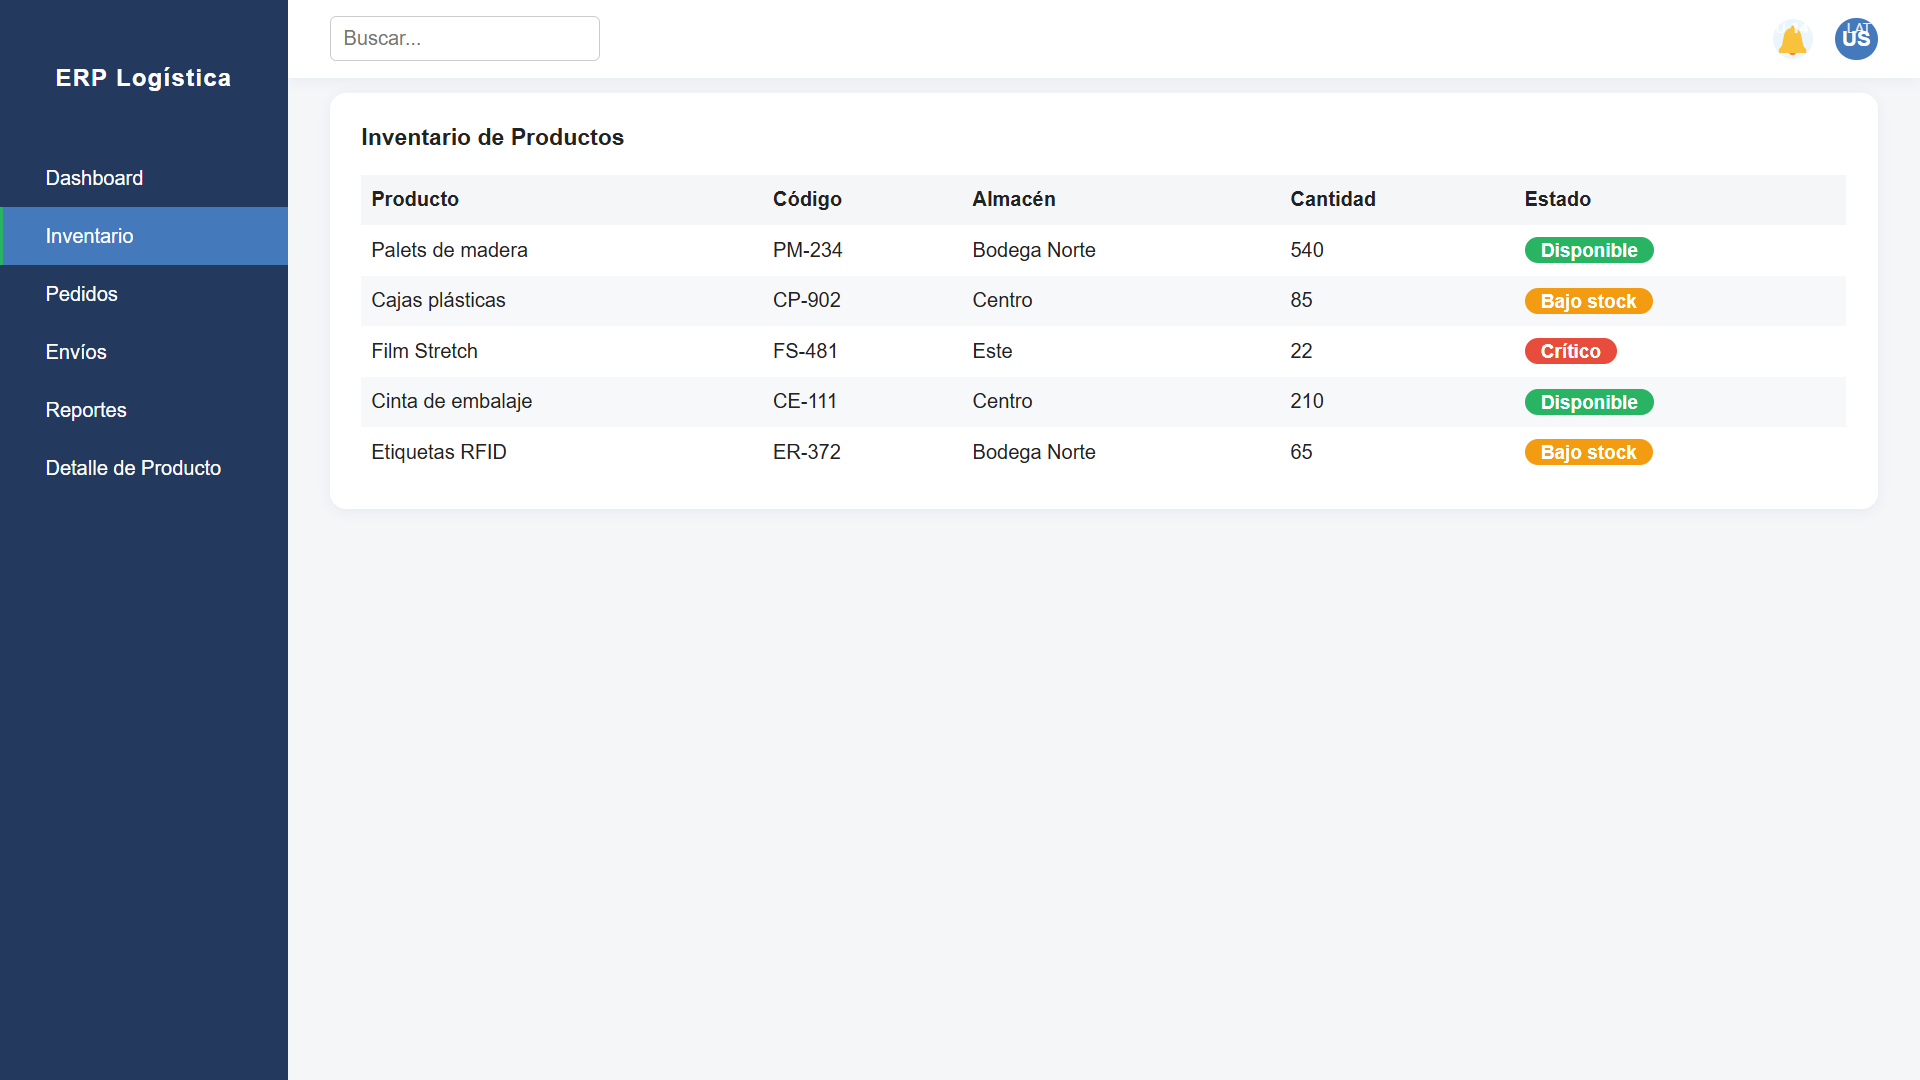 ERP Logística
Dashboard
Inventario
Pedidos
Envíos
Reportes
Detalle de Producto
Buscar...
LAT
US
Inventario de Productos
Producto Código Almacén Cantidad Estado
Palets de madera PM-234 Bodega Norte 540 Disponible
Cajas plásticas CP-902 Centro 85 Bajo stock
Film Stretch FS-481 Este 22 Crítico
Cinta de embalaje CE-111 Centro 210 Disponible
Etiquetas RFID ER-372 Bodega Norte 65 Bajo stock